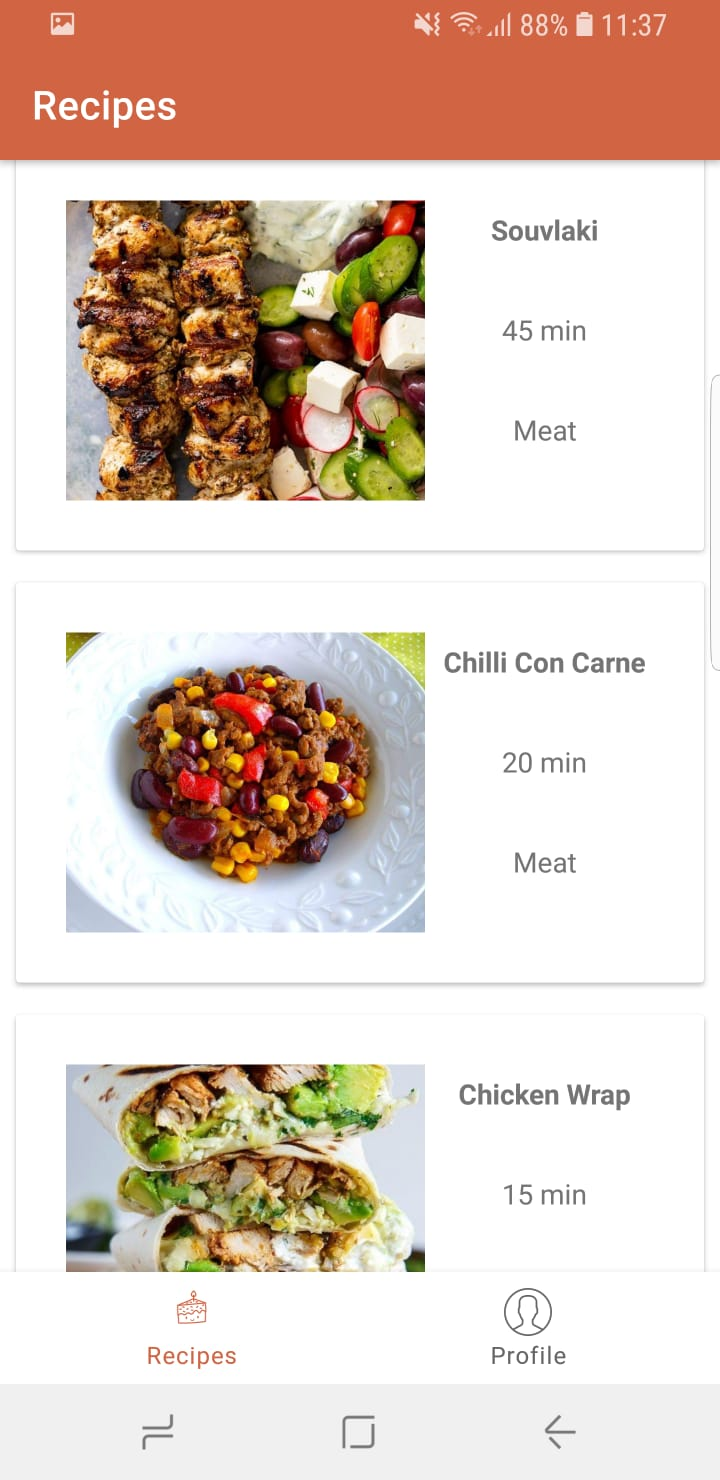 88% 11:37
Recipes
Souvlaki
45 min
Meat
Chilli Con Carne
20 min
Meat
Chicken Wrap
15 min
Recipes
Profile